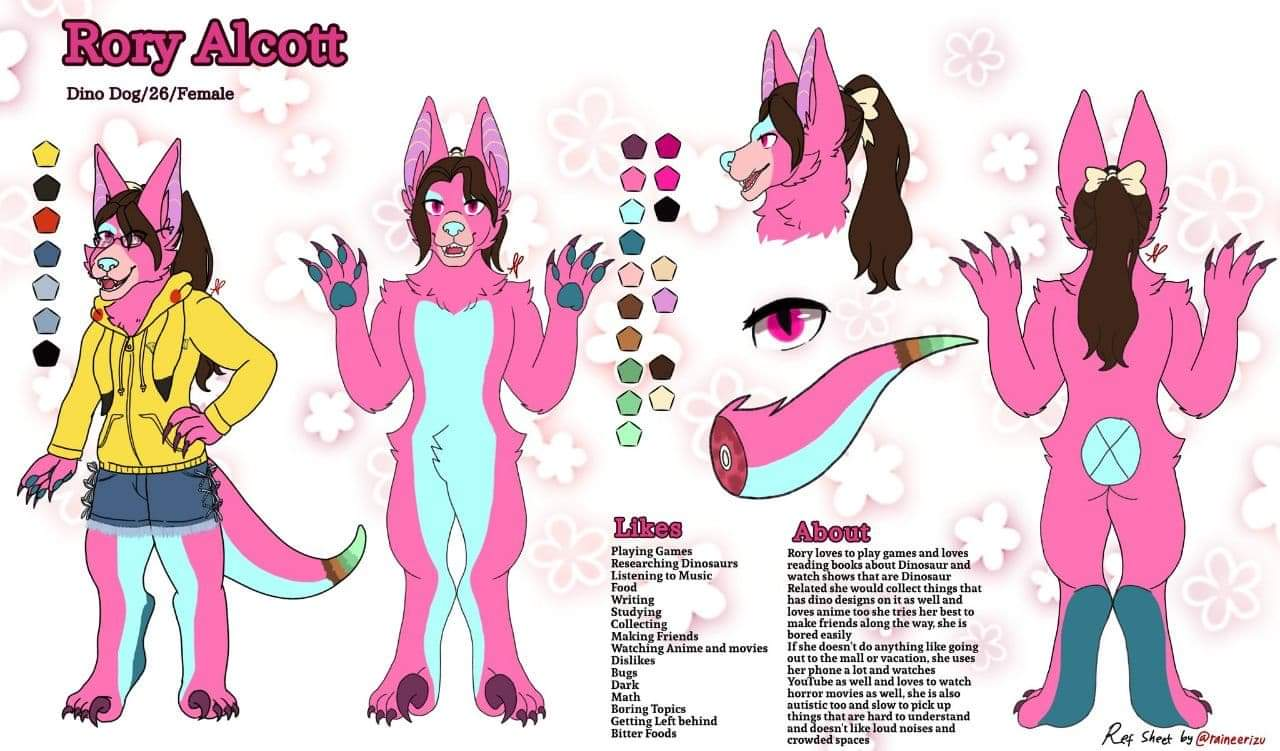 Rory Alcott
Dino Dog/26/Female
Likes
Playing Games
Researching Dinosaurs
Listening to Music
Food
Writing
Studying
Collecting
Making Friends
Watching Anime and movies
Dislikes
Bugs
Dark
Math
Boring Topics
Getting Left behind
Bitter Foods
About
Rory loves to play games and loves
reading books about Dinosaur and
watch shows that are Dinosaur
Related she would collect things that
has dino designs on it as well and
loves anime too she tries her best to
make friends along the way, she is
bored easily
If she doesn't do anything like going
out to the mall or vacation, she uses
her phone a lot and watches
YouTube as well and loves to watch
horror movies as well, she is also
autistic too and slow to pick up
things that are hard to understand
and doesn't like loud noises and
crowded spaces
Ref Sheet by @raineerizu